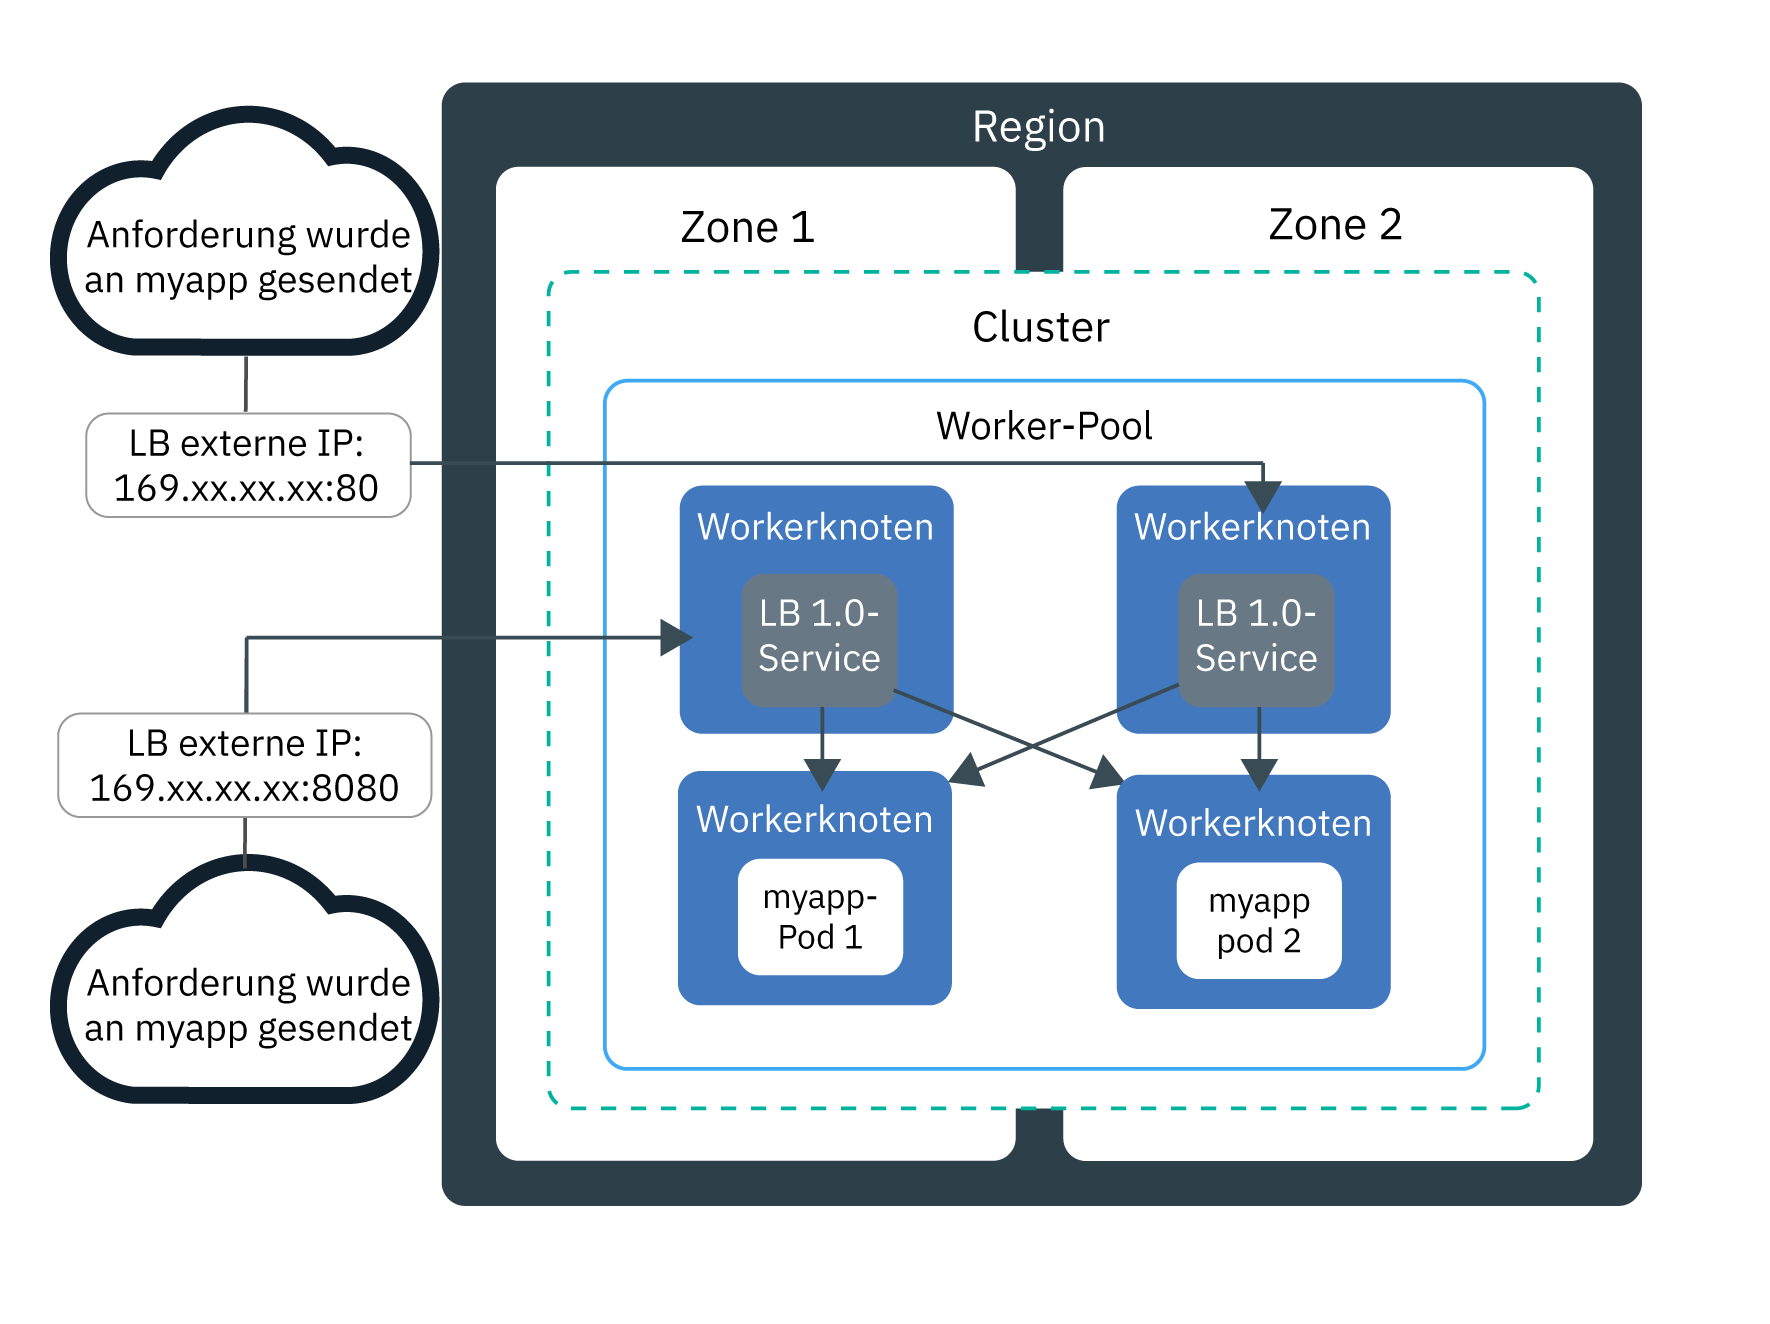 Region
Zone 1
Zone 2
Anforderung wurde
an myapp gesendet
Cluster
Worker-Pool
LB externe IP:
169.xx.xx.xx:80
Workerknoten
LB 1.0-
Service
Workerknoten
LB 1.0-
Service
LB externe IP:
169.xx.xx.xx:8080
Workerknoten
myapp-
Pod 1
Workerknoten
myapp
pod 2
Anforderung wurde
an myapp gesendet